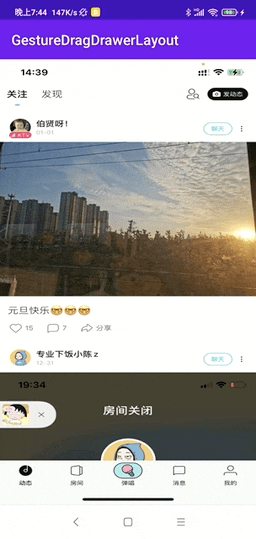 晚上7:44 147K/s
GestureDragDrawerLayout
14:39
关注 发现
发动态
伯贤呀！
KTV
01-01
聊天
元旦快乐
15 7 分享
专业下饭小陈z
12-31
聊天
19:34
房间关闭
动态 房间 弹唱 消息 我的